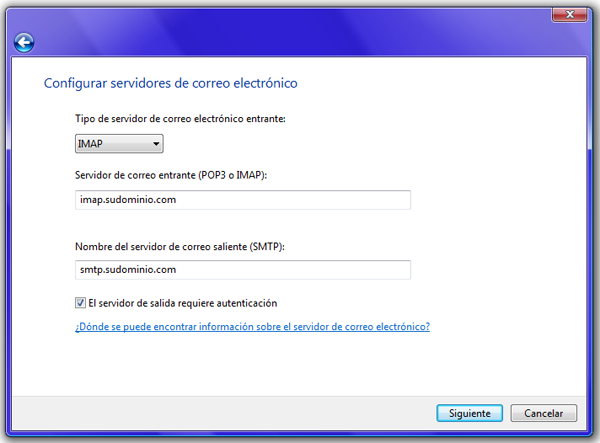 Configurar servidores de correo electrónico
Tipo de servidor de correo electrónico entrante:
IMAP
Servidor de correo entrante (POP3 o IMAP):
imap.sudominio.com
Nombre del servidor de correo saliente (SMTP):
smtp.sudominio.com
El servidor de salida requiere autenticación
¿Dónde se puede encontrar información sobre el servidor de correo electrónico?
Siguiente Cancelar